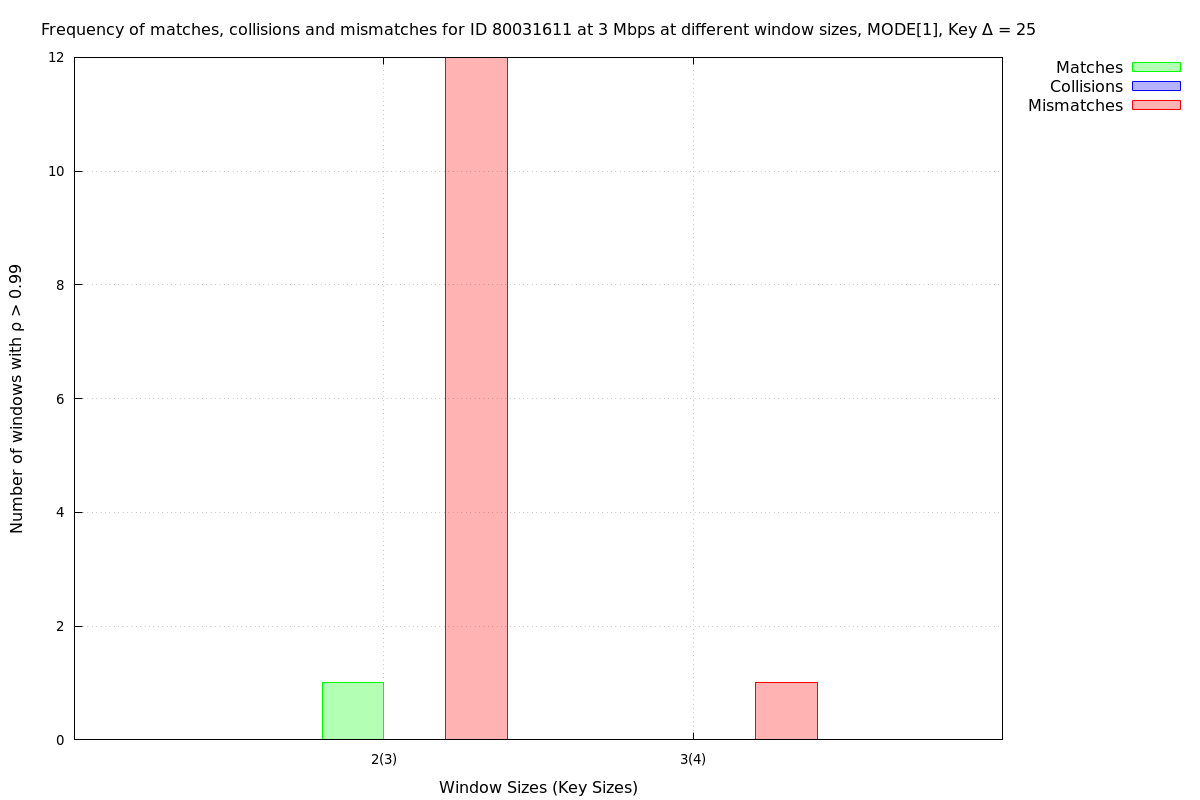 Frequency of matches, collisions and mismatches for ID 80031611 at 3 Mbps at different window sizes, MODE[1], Key Δ = 25
Matches
Collisions
Mismatches
Number of windows with ρ > 0.99
12
10
8
6
4
2
0
2(3) 3(4)
Window Sizes (Key Sizes)